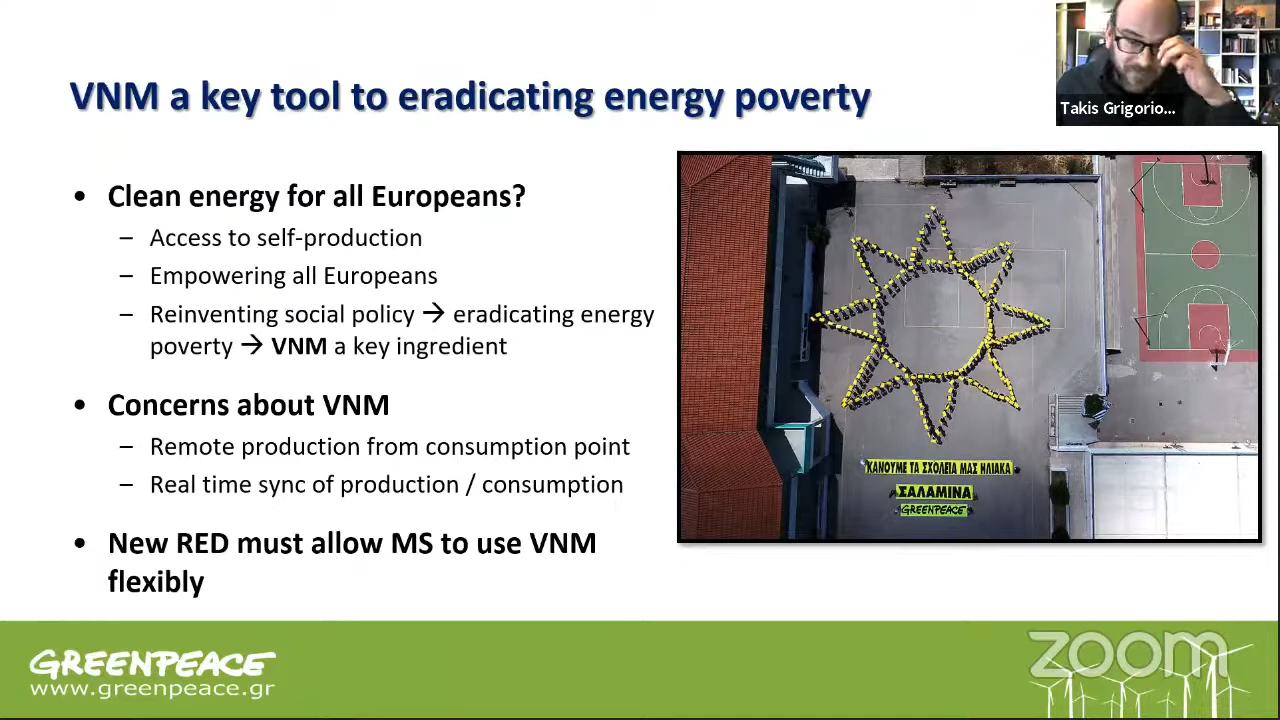 VNM a key tool to eradicating energy poverty
Takis Grigorio...
• Clean energy for all Europeans?
– Access to self-production
– Empowering all Europeans
– Reinventing social policy → eradicating energy
poverty → VNM a key ingredient
• Concerns about VNM
– Remote production from consumption point
– Real time sync of production / consumption
• New RED must allow MS to use VNM
flexibly
ΚΑΝΟΥΜΕ ΤΑ ΣΧΟΛΕΙΑ ΜΑΣ ΗΛΙΑΚΑ
ΣΑΛΑΜΙΝΑ
GREENPEACE
GREENPEACE
www.greenpeace.gr
zoom